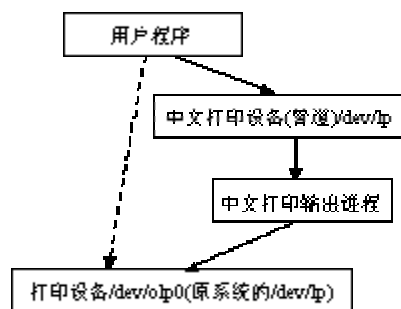 用户程序
中文打印设备(管道)/dev/lp
中文打印输出进程
打印设备/dev/olp0(原系统的/dev/lp)